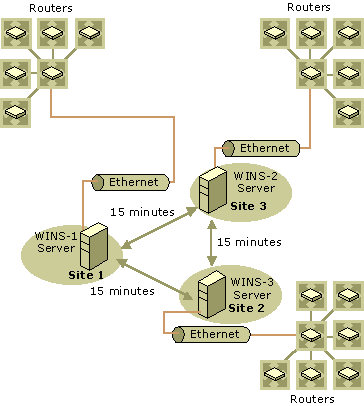 Routers
Routers
Ethernet
Ethernet
WINS-2
Server
Site 3
15 minutes
WINS-1
Server
Site 1
15 minutes
15 minutes
WINS-3
Server
Site 2
Ethernet
Routers